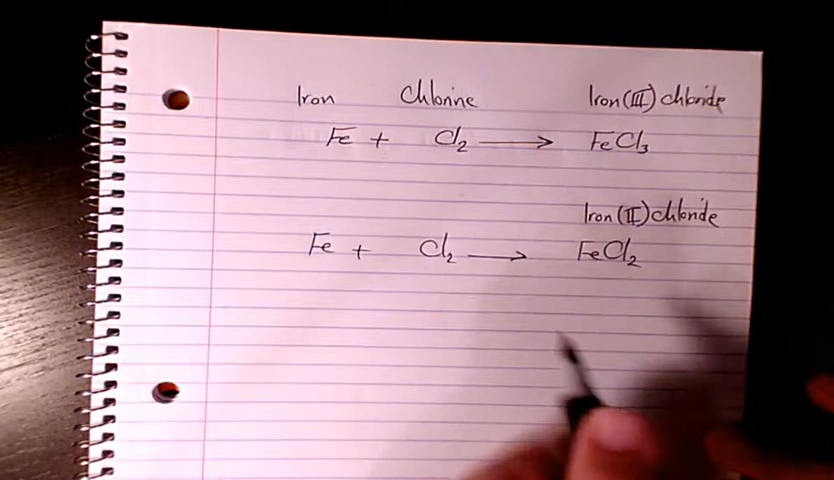 Iron Chlorine Iron (III) chloride
Fe + Cl₂ → FeCl₃
Iron (II) chloride
Fe + Cl₂ → FeCl₂